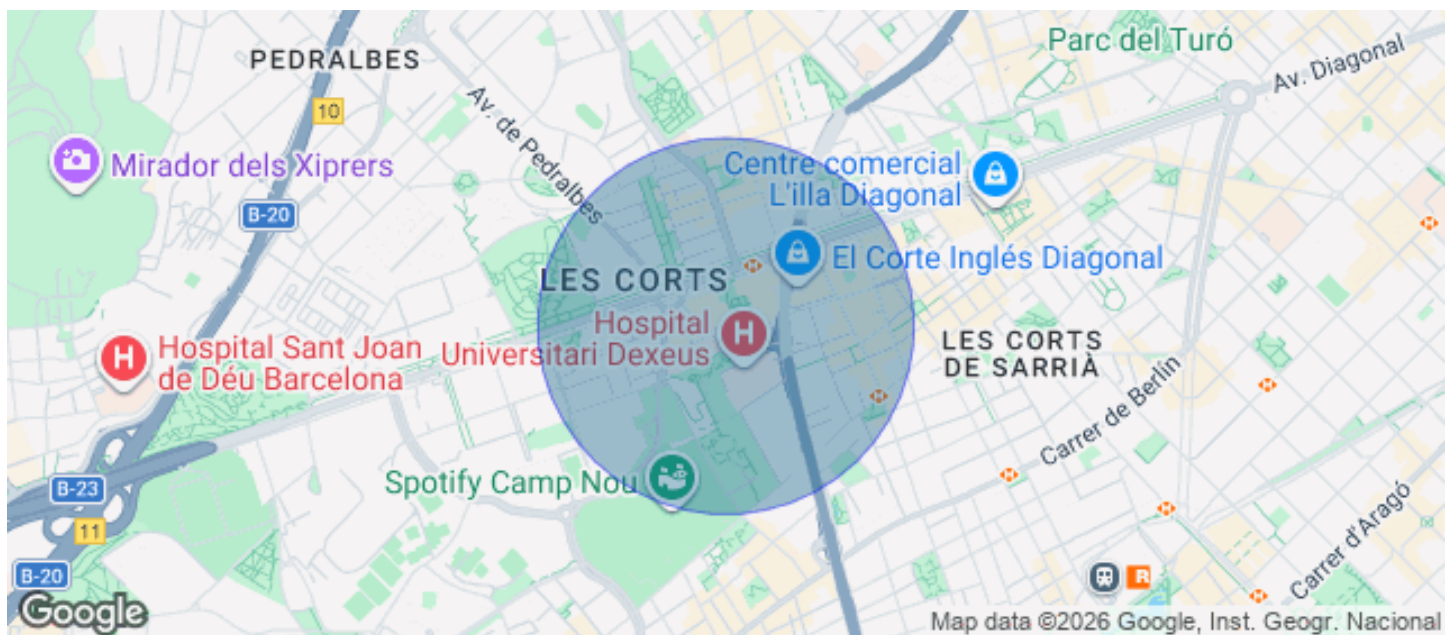 PEDRALBES
Parc del Turó
Av. Diagonal
10
Av. de Pedralbes
Mirador dels Xiprers
Centre comercial
L'illa Diagonal
B-20
El Corte Inglés Diagonal
LES CORTS
Hospital
Universitari Dexeus
Hospital Sant Joan
de Déu Barcelona
LES CORTS
DE SARRIÀ
Carrer de Berlín
Spotify Camp Nou
B-23
11
Carrer d'Aragó
B-20
R
Google
Map data ©2026 Google, Inst. Geogr. Nacional